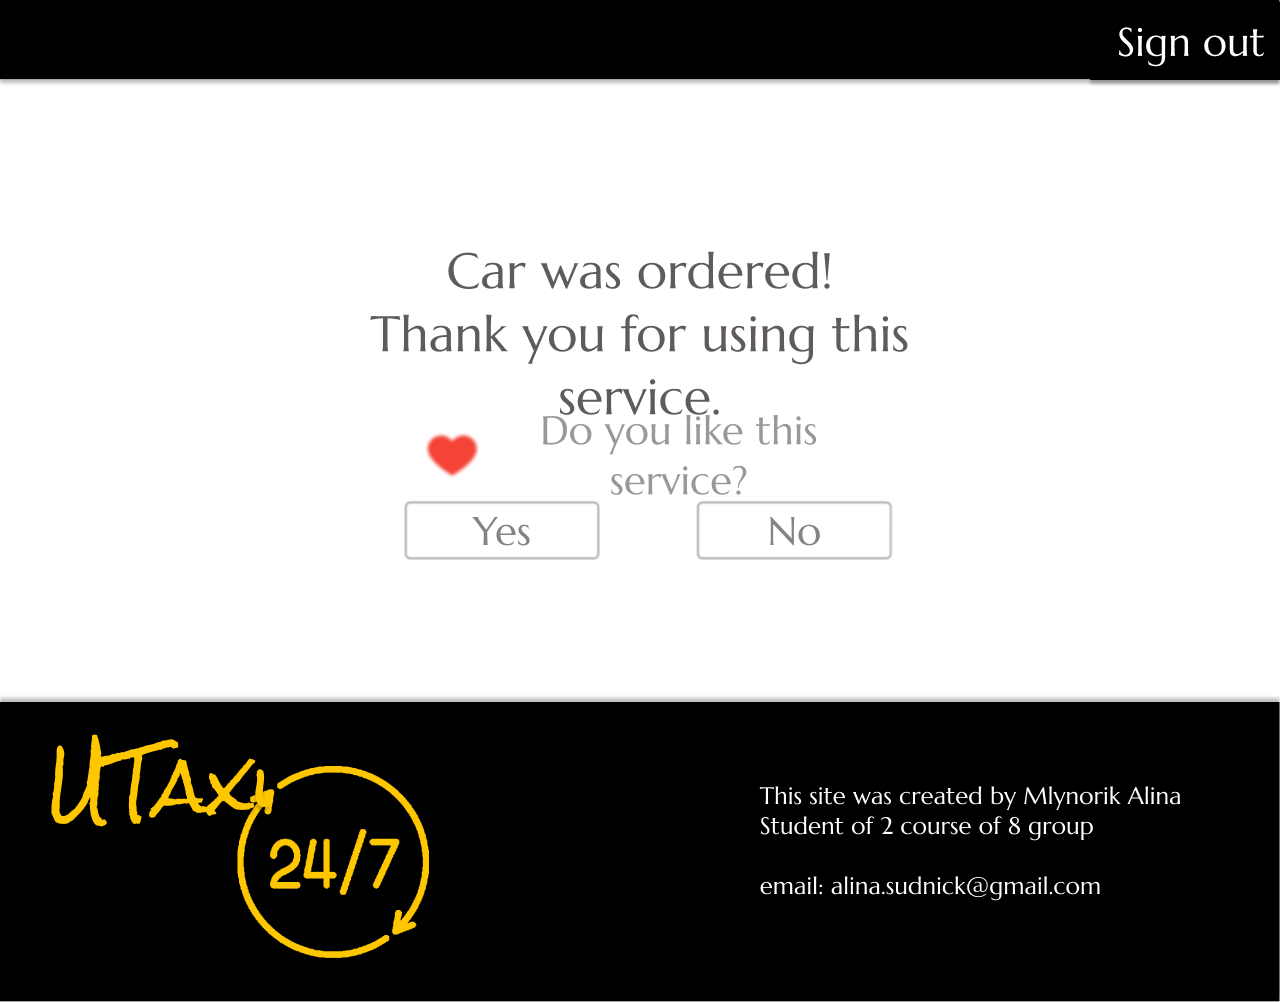 Sign out
Car was ordered!
Thank you for using this
service.
Do you like this
service?
Yes
No
UTaxi
24/7
This site was created by Mlynorik Alina
Student of 2 course of 8 group
email: alina.sudnick@gmail.com